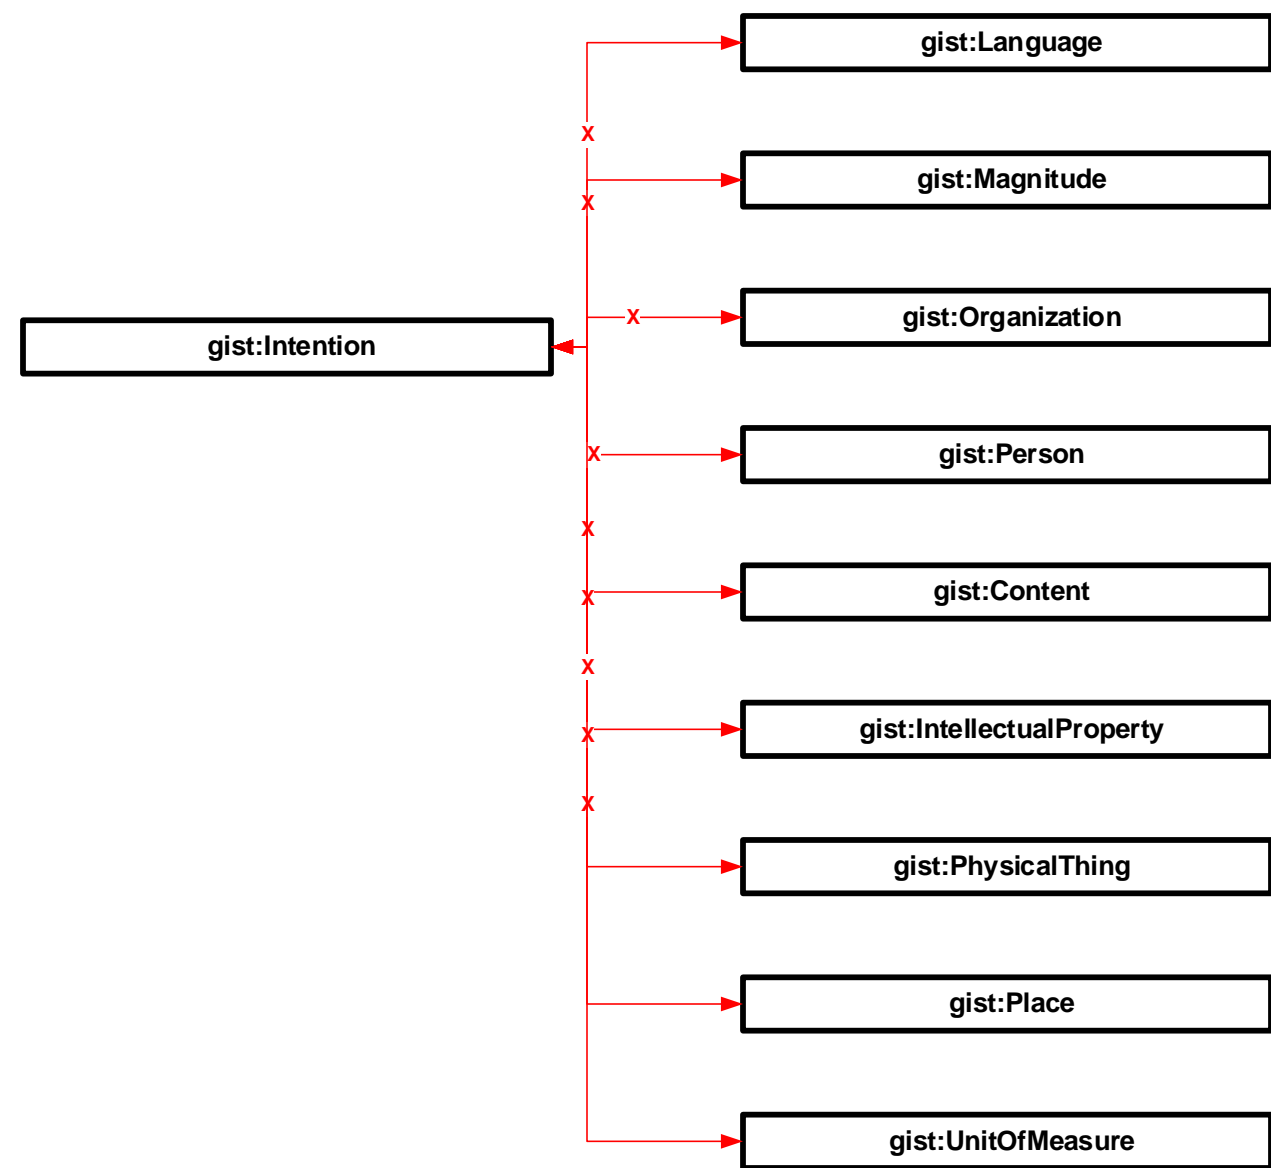 gist:Language
X
gist:Magnitude
X
gist:Organization
X
gist:Intention
gist:Person
X
X
gist:Content
X
X
gist:IntellectualProperty
X
X
gist:PhysicalThing
gist:Place
gist:UnitOfMeasure